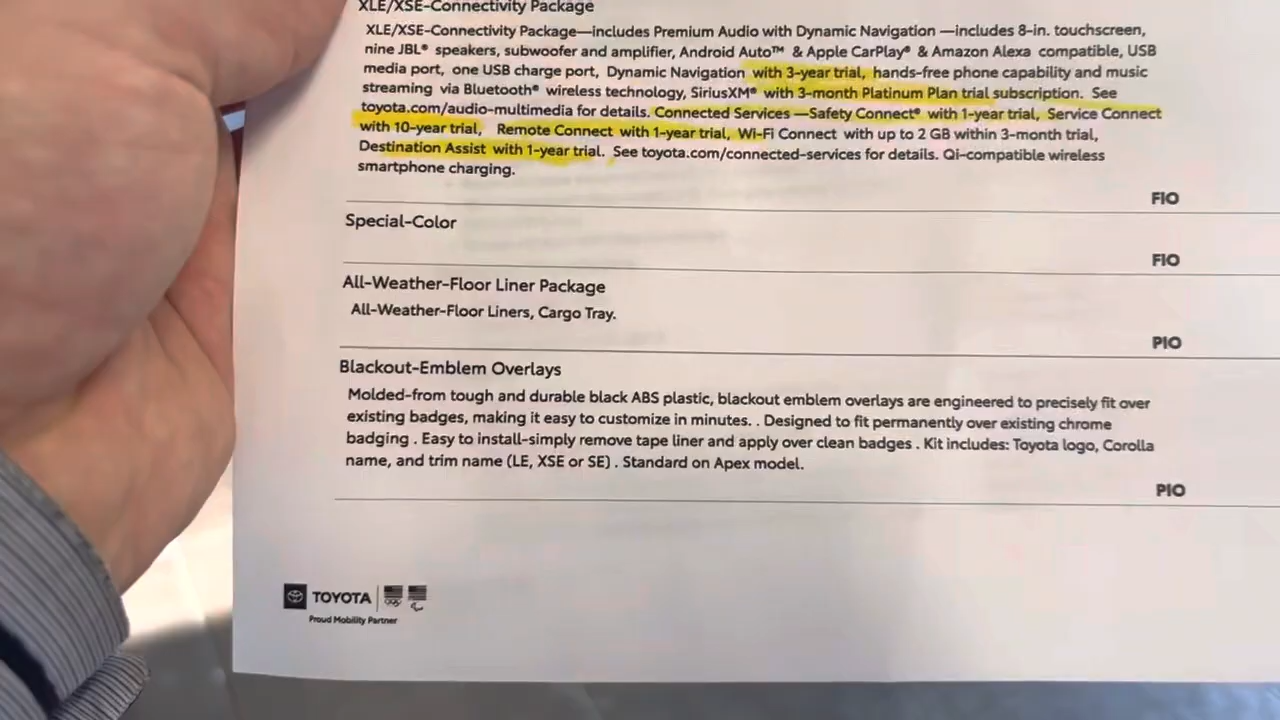 XLE/XSE-Connectivity Package
XLE/XSE-Connectivity Package—includes Premium Audio with Dynamic Navigation —includes 8-in. touchscreen,
nine JBL® speakers, subwoofer and amplifier, Android Auto™ & Apple CarPlay® & Amazon Alexa compatible, USB
media port, one USB charge port, Dynamic Navigation with 3-year trial, hands-free phone capability and music
streaming via Bluetooth® wireless technology, SiriusXM® with 3-month Platinum Plan trial subscription. See
toyota.com/audio-multimedia for details. Connected Services —Safety Connect® with 1-year trial, Service Connect
with 10-year trial, Remote Connect with 1-year trial, Wi-Fi Connect with up to 2 GB within 3-month trial,
Destination Assist with 1-year trial. See toyota.com/connected-services for details. Qi-compatible wireless
smartphone charging.
FIO
Special-Color
FIO
All-Weather-Floor Liner Package
All-Weather-Floor Liners, Cargo Tray.
PIO
Blackout-Emblem Overlays
Molded-from tough and durable black ABS plastic, blackout emblem overlays are engineered to precisely fit over
existing badges, making it easy to customize in minutes. . Designed to fit permanently over existing chrome
badging . Easy to install-simply remove tape liner and apply over clean badges . Kit includes: Toyota logo, Corolla
name, and trim name (LE, XSE or SE) . Standard on Apex model.
PIO
TOYOTA
Proud Mobility Partner